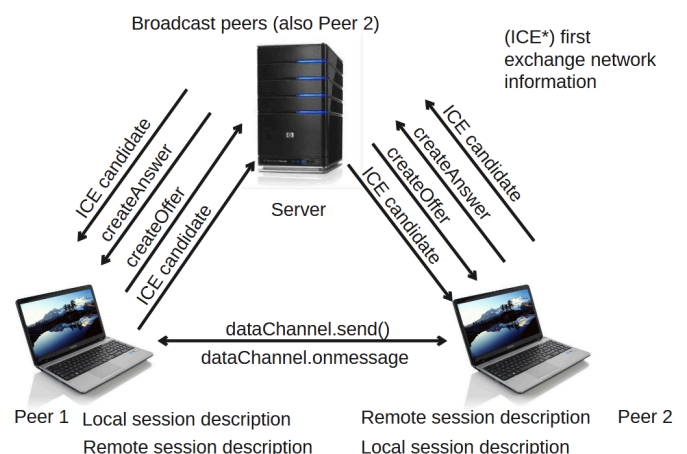 Broadcast peers (also Peer 2)
(ICE*) first
exchange network
information
ICE candidate
createAnswer
createOffer
ICE candidate
Server
ICE candidate
createOffer
createAnswer
ICE candidate
dataChannel.send()
dataChannel.onmessage
Peer 1
Local session description
Remote session description
Remote session description
Local session description
Peer 2